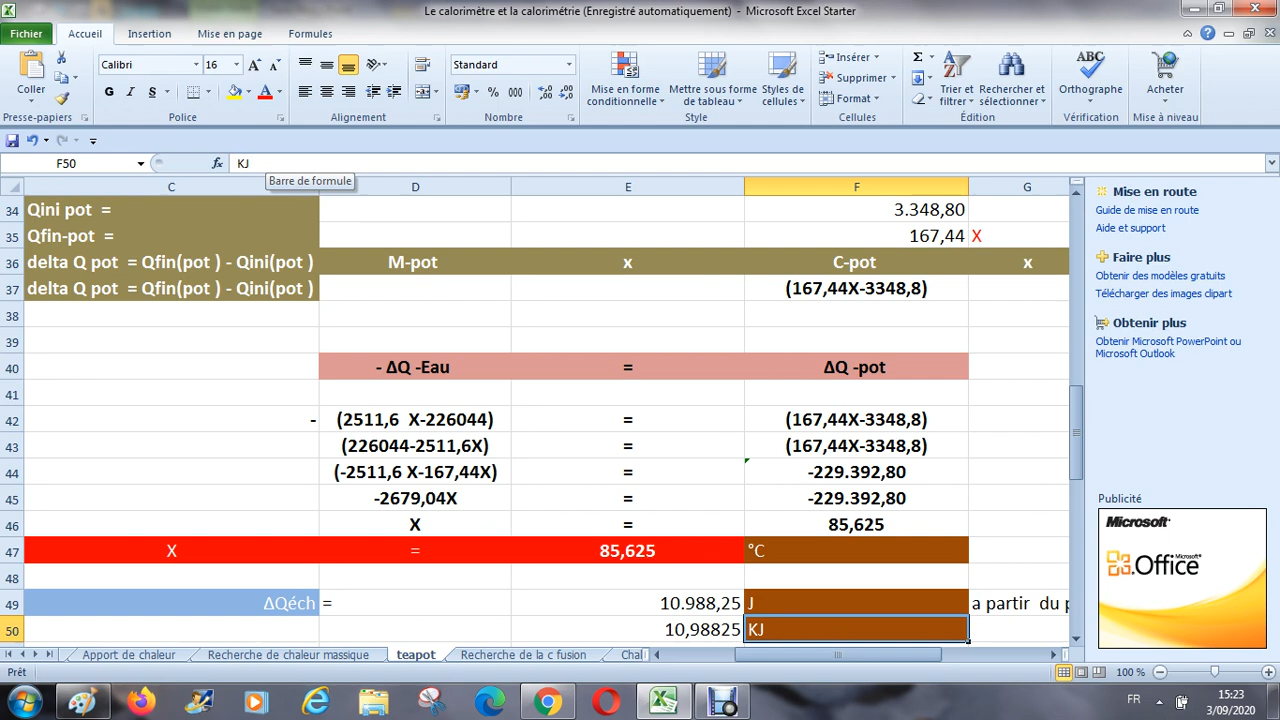 Le calorimètre et la calorimétrie (Enregistré automatiquement) - Microsoft Excel Starter
Fichier Accueil Insertion Mise en page Formules
Coller Calibri 16 Standard
Mise en forme conditionnelle Mettre sous forme de tableau Styles de cellules
Insérer Supprimer Format
Trier et filtrer Rechercher et sélectionner
ABC Orthographe Acheter
Presse-papiers Police Alignement Nombre Style Cellules Édition Vérification Mise à niveau
F50 fx KJ
Barre de formule
C D E F G
34 Qini pot = 3.348,80
35 Qfin-pot = 167,44 X
36 delta Q pot = Qfin(pot ) - Qini(pot ) M-pot x C-pot x
37 delta Q pot = Qfin(pot ) - Qini(pot ) (167,44X-3348,8)
38
39
40 - ΔQ -Eau = ΔQ -pot
41
42 - (2511,6 X-226044) = (167,44X-3348,8)
43 (226044-2511,6X) = (167,44X-3348,8)
44 (-2511,6 X-167,44X) = -229.392,80
45 -2679,04X = -229.392,80
46 X = 85,625
47 X = 85,625 °C
48
49 ΔQéch = 10.988,25 J a partir du p
50 10,98825 KJ
Apport de chaleur Recherche de chaleur massique teapot Recherche de la c fusion Chal
Prêt 100 %
Mise en route
Guide de mise en route
Aide et support
Faire plus
Obtenir des modèles gratuits
Télécharger des images clipart
Obtenir plus
Obtenir Microsoft PowerPoint ou
Microsoft Outlook
Publicité
Microsoft
Microsoft
Office
FR 15:23
3/09/2020